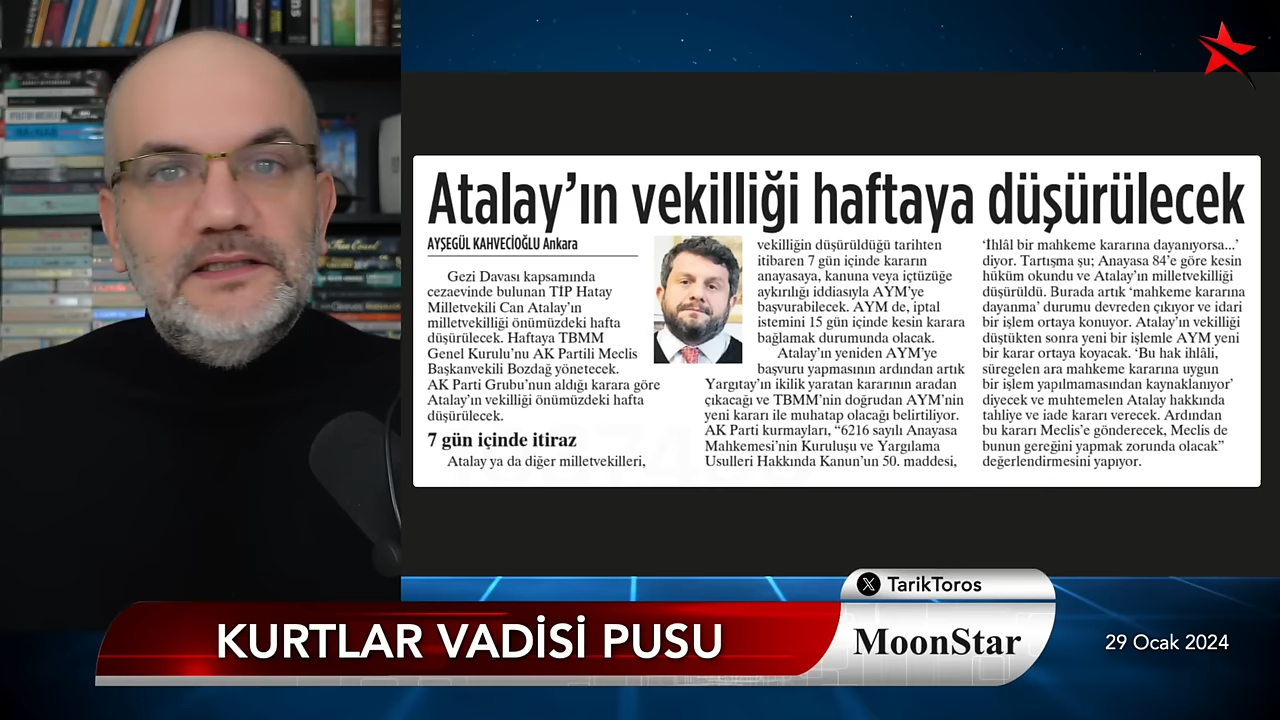 Atalay’ın vekilliği haftaya düşürülecek
AYŞEGÜL KAHVECİOĞLU Ankara
Gezi Davası kapsamında
cezaevinde bulunan TİP Hatay
Milletvekili Can Atalay’ın
milletvekilliği önümüzdeki hafta
düşürülecek. Haftaya TBMM
Genel Kurulu’nu AK Partili Meclis
Başkanvekili Bozdağ yönetecek.
AK Parti Grubu’nun aldığı karara göre
Atalay’ın vekilliği önümüzdeki hafta
düşürülecek.
7 gün içinde itiraz
Atalay ya da diğer milletvekilleri,
vekilliğin düşürüldüğü tarihten
itibaren 7 gün içinde kararın
anayasaya, kanuna veya içtüzüğe
aykırılığı iddiasıyla AYM’ye
başvurabilecek. AYM de, iptal
istemini 15 gün içinde kesin karara
bağlamak durumunda olacak.
Atalay’ın yeniden AYM’ye
başvuru yapmasının ardından artık
Yargıtay’ın ikilik yaratan kararının aradan
çıkacağı ve TBMM’nin doğrudan AYM’nin
yeni kararı ile muhatap olacağı belirtiliyor.
AK Parti kurmayları, “6216 sayılı Anayasa
Mahkemesi’nin Kuruluşu ve Yargılama
Usulleri Hakkında Kanun’un 50. maddesi,
‘İhlâl bir mahkeme kararına dayanıyorsa...’
diyor. Tartışma şu; Anayasa 84’e göre kesin
hüküm okundu ve Atalay’ın milletvekilliği
düşürüldü. Burada artık ‘mahkeme kararına
dayanma’ durumu devreden çıkıyor ve idari
bir işlem ortaya konuyor. Atalay’ın vekilliği
düştükten sonra yeni bir işlemle AYM yeni
bir karar ortaya koyacak. ‘Bu hak ihlâli,
süregelen ara mahkeme kararına uygun
bir işlem yapılmamasından kaynaklanıyor’
diyecek ve muhtemelen Atalay hakkında
tahliye ve iade kararı verecek. Ardından
bu kararı Meclis’e gönderecek, Meclis de
bunun gereğini yapmak zorunda olacak”
değerlendirmesini yapıyor.
X TarikToros
KURTLAR VADİSİ PUSU
MoonStar
29 Ocak 2024